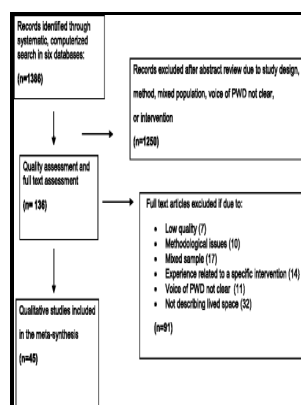 Records identified through
systematic, computerized
search in six databases:
(n=1386)
Records excluded after abstract review due to study design,
method, mixed population, voice of PWD not clear,
or intervention
(n=1250)
Quality assessment and
full text assessment
(n= 136)
Full text articles excluded if due to:
• Low quality (7)
• Methodological issues (10)
• Mixed sample (17)
• Experience related to a specific intervention (14)
• Voice of PWD not clear (11)
• Not describing lived space (32)
(n=91)
Qualitative studies included
in the meta-synthesis
(n=45)